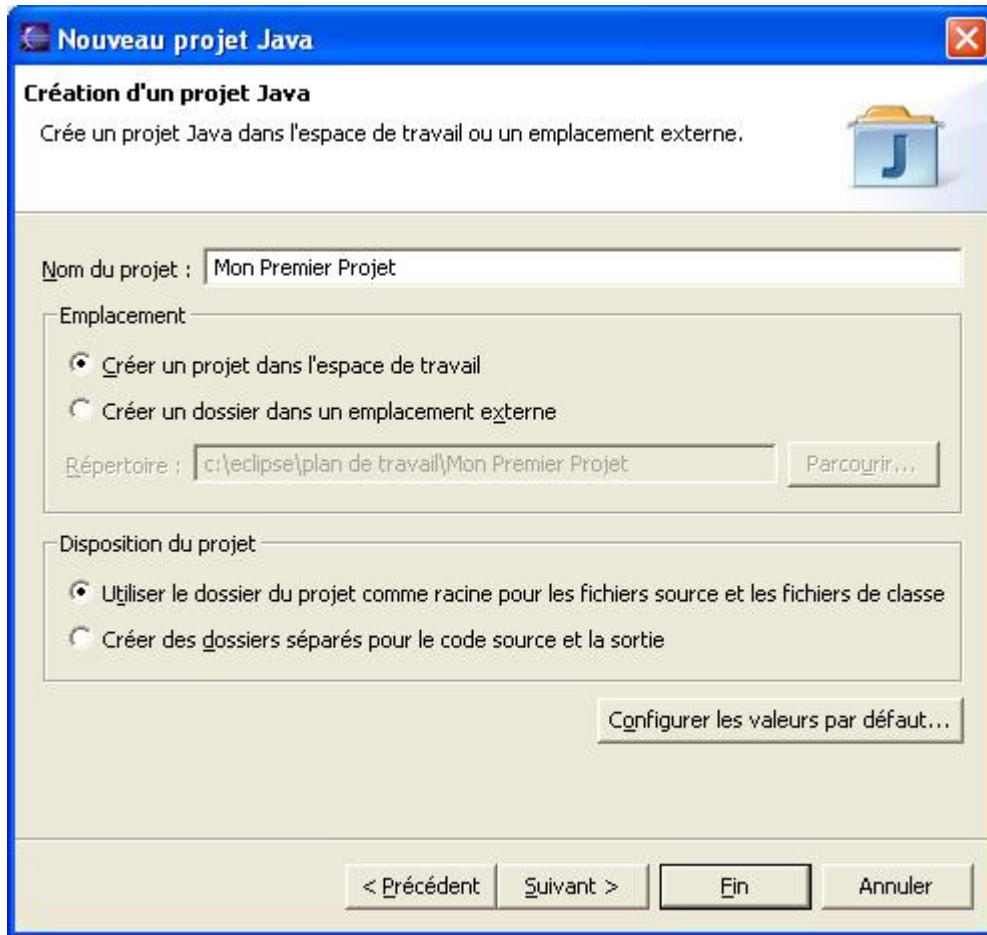 Nouveau projet Java
Création d'un projet Java
Crée un projet Java dans l'espace de travail ou un emplacement externe.
J
Nom du projet : Mon Premier Projet
Emplacement
Créer un projet dans l'espace de travail
Créer un dossier dans un emplacement externe
Répertoire : c:\eclipse\plan de travail\Mon Premier Projet Parcourir...
Disposition du projet
Utiliser le dossier du projet comme racine pour les fichiers source et les fichiers de classe
Créer des dossiers séparés pour le code source et la sortie
Configurer les valeurs par défaut...
< Précédent Suivant > Fin Annuler